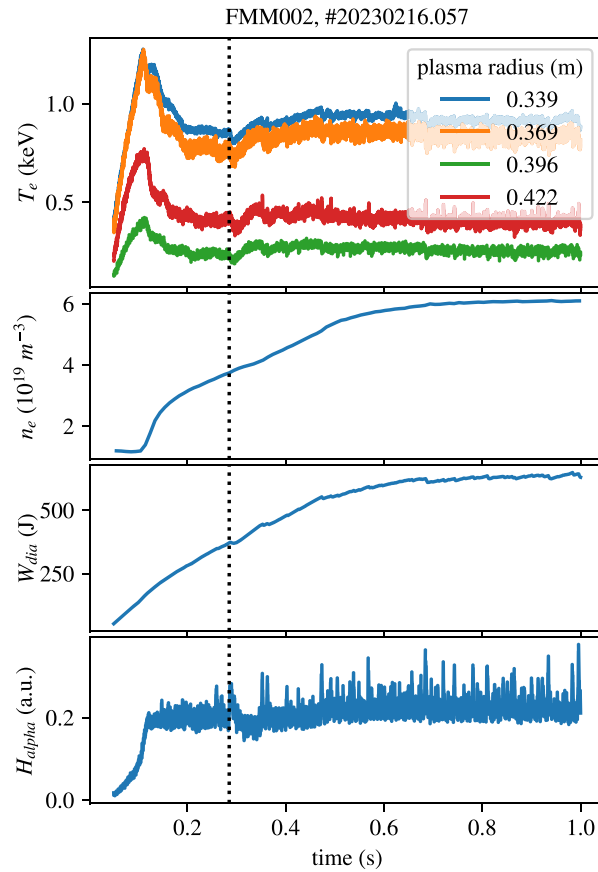 FMM002, #20230216.057
plasma radius (m)
0.339
0.369
0.396
0.422
1.0
0.5
T_e (keV)
6
4
2
n_e (10^19 m^−3)
500
250
W_dia (J)
0.2
0.0
H_alpha (a.u.)
0.2 0.4 0.6 0.8 1.0
time (s)